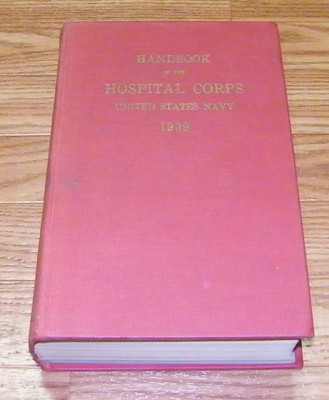 HANDBOOK
OF THE
HOSPITAL CORPS
UNITED STATES NAVY
1939